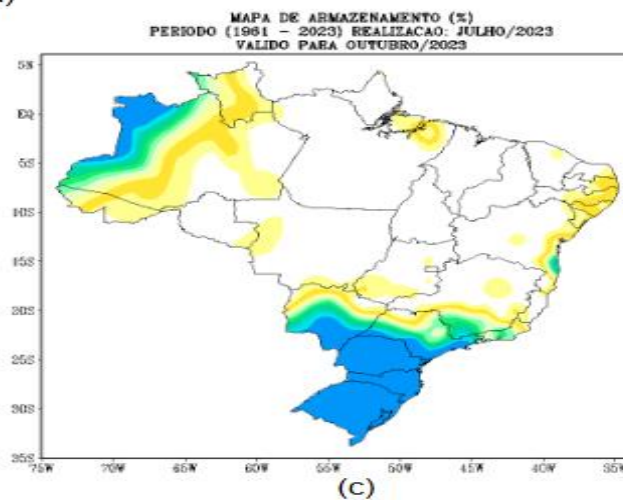 MAPA DE ARMAZENAMENTO (%)
PERIODO (1961 - 2023) REALIZACAO: JULHO/2023
VALIDO PARA OUTUBRO/2023
5N
EQ
5S
10S
15S
20S
25S
30S
35S
75W 70W 65W 60W 55W 50W 45W 40W 35W
(c)